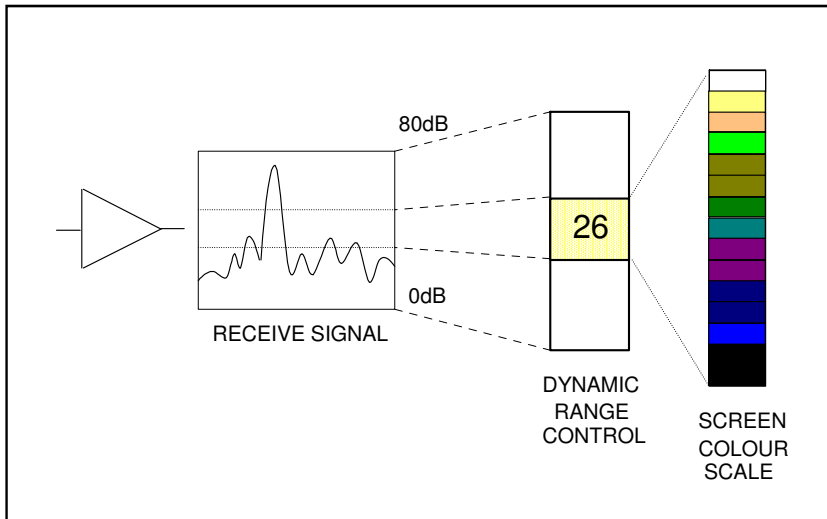 80dB
26
0dB
RECEIVE SIGNAL
DYNAMIC
RANGE
CONTROL
SCREEN
COLOUR
SCALE